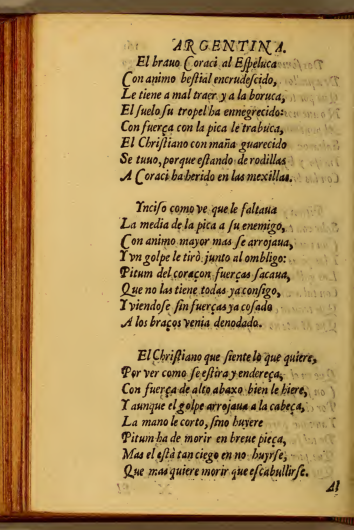 ARGENTINA.
El brauo Coraci al Eſpeluca
Con animo beſtial encrudeſcido,
Le tiene a mal traer y a la boruca,
El ſuelo ſu tropel ha ennegrecido:
Con fuerça con la pica le trabuca,
El Chriſtiano con maña guarecido
Se tuuo, porque eſtando de rodillas
A Coraci ha herido en las mexillas.
Ynciſo como ve que le faltaua
La media de la pica a ſu enemigo,
Con animo mayor mas ſe arrojaua,
Y vn golpe le tirò junto al ombligo:
Pitum del coraçon fuerças ſacaua,
Que no las tiene todas ya conſigo,
Y viendoſe ſin fuerças ya coſado
A los braços venia denodado.
El Chriſtiano que ſiente lo que quiere,
Por ver como ſe eſtira y endereça,
Con fuerça de alto abaxo bien le hiere,
Y aunque el golpe arrojaua a la cabeça,
La mano le corto, ſino huyere
Pitum ha de morir en breue pieça,
Mas el eſtà tan ciego en no huyrſe,
Que mas quiere morir que eſcabullirſe.
Al